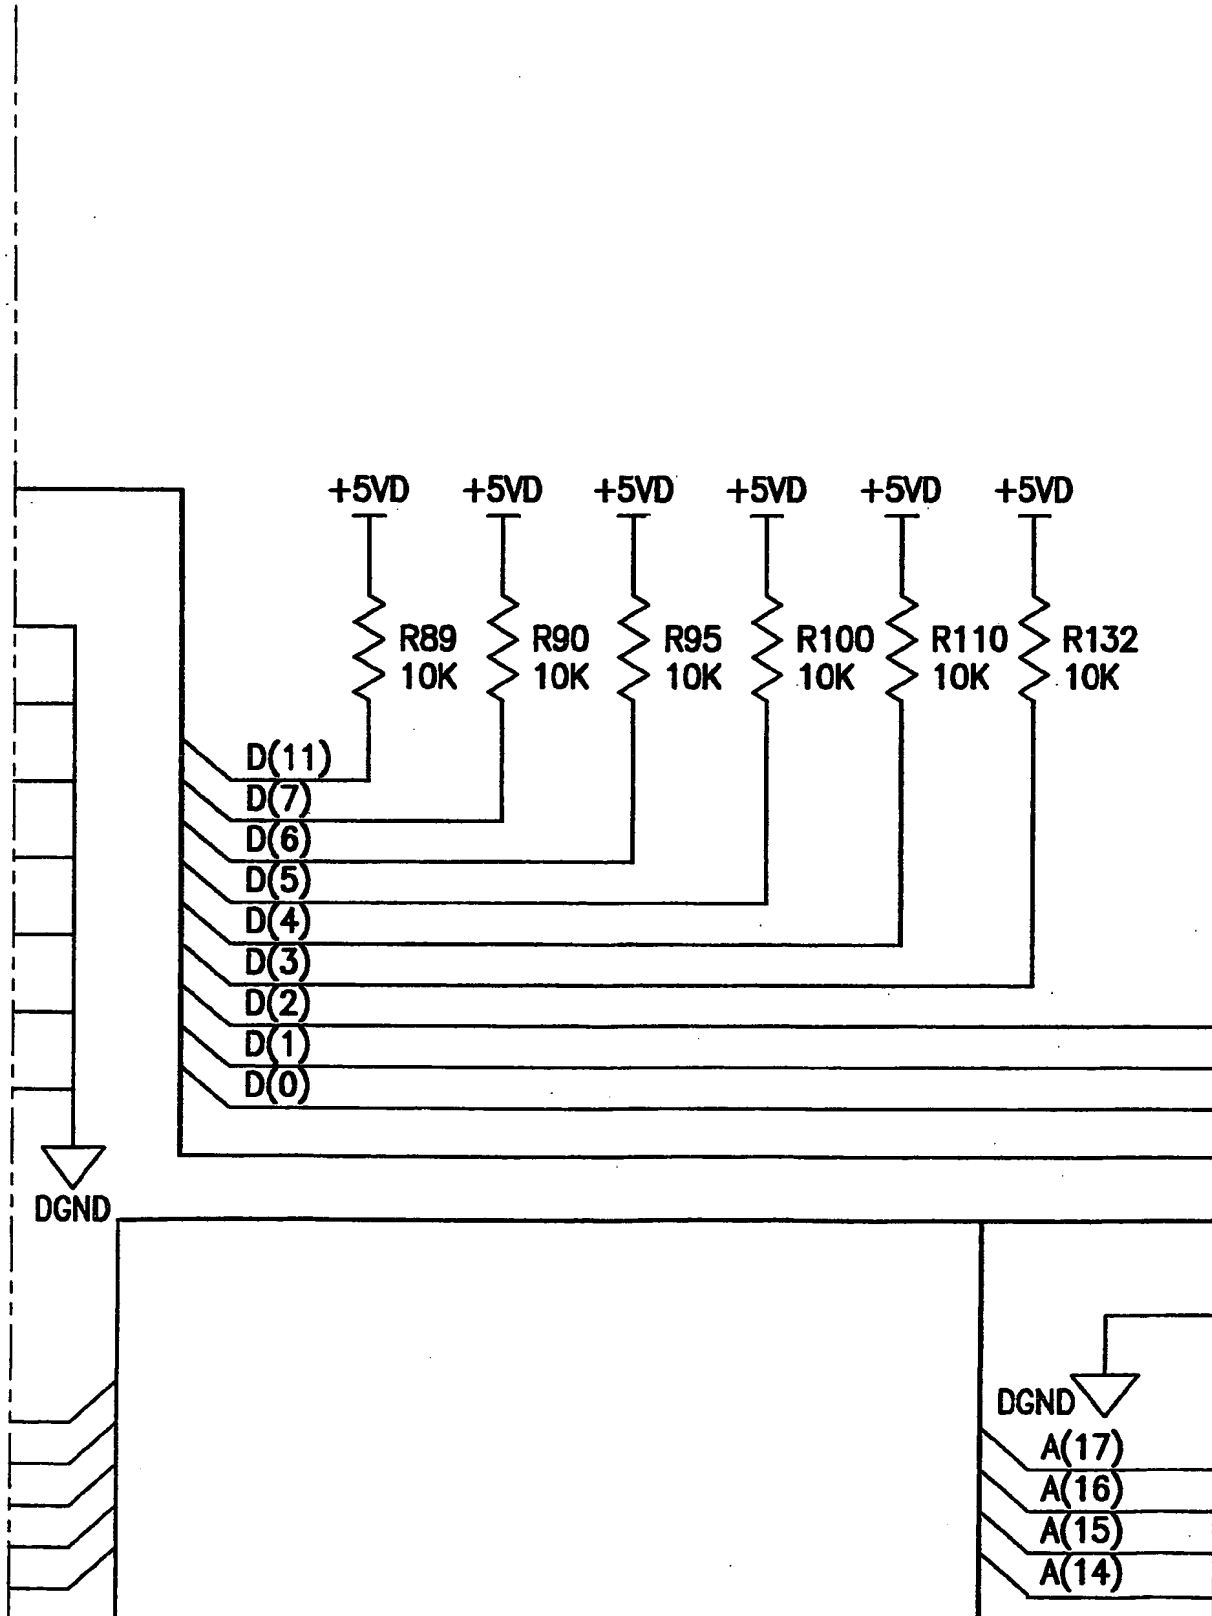 +5VD +5VD +5VD +5VD +5VD +5VD
R89 R90 R95 R100 R110 R132
10K 10K 10K 10K 10K 10K
D(11)
D(7)
D(6)
D(5)
D(4)
D(3)
D(2)
D(1)
D(0)
DGND
DGND
A(17)
A(16)
A(15)
A(14)